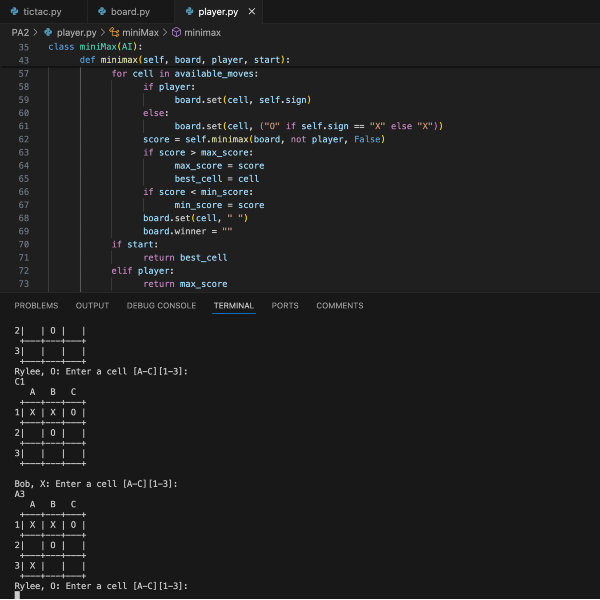 tictac.py board.py player.py ×
PA2 > player.py > miniMax > minimax
35 class miniMax(AI):
43 def minimax(self, board, player, start):
57 for cell in available_moves:
58 if player:
59 board.set(cell, self.sign)
60 else:
61 board.set(cell, ("O" if self.sign == "X" else "X"))
62 score = self.minimax(board, not player, False)
63 if score > max_score:
64 max_score = score
65 best_cell = cell
66 if score < min_score:
67 min_score = score
68 board.set(cell, " ")
69 board.winner = ""
70 if start:
71 return best_cell
72 elif player:
73 return max_score
PROBLEMS OUTPUT DEBUG CONSOLE TERMINAL PORTS COMMENTS
2|   | O |   |
 +---+---+---+
3|   |   |   |
 +---+---+---+
Rylee, O: Enter a cell [A-C][1-3]:
C1
   A   B   C
 +---+---+---+
1| X | X | O |
 +---+---+---+
2|   | O |   |
 +---+---+---+
3|   |   |   |
 +---+---+---+
Bob, X: Enter a cell [A-C][1-3]:
A3
   A   B   C
 +---+---+---+
1| X | X | O |
 +---+---+---+
2|   | O |   |
 +---+---+---+
3| X |   |   |
 +---+---+---+
Rylee, O: Enter a cell [A-C][1-3]: